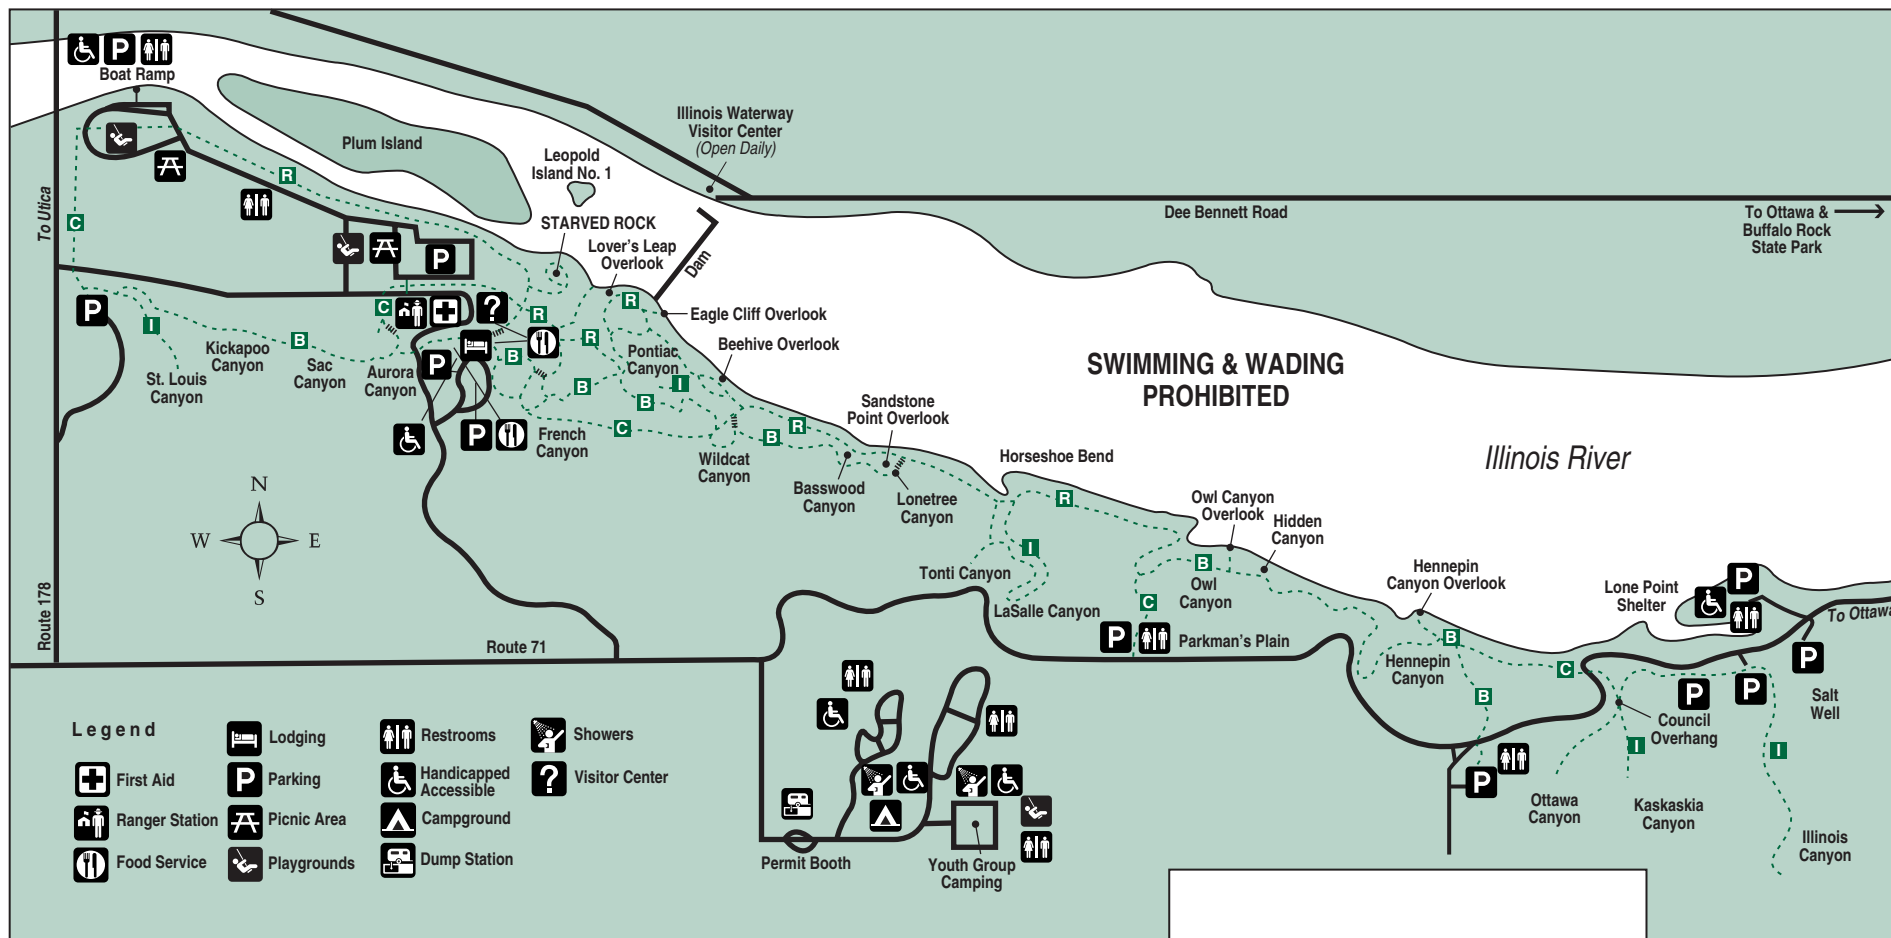 P
Boat Ramp
Plum Island
Leopold
Island No. 1
Illinois Waterway
Visitor Center
(Open Daily)
Dee Bennett Road
To Ottawa &
Buffalo Rock
State Park
To Utica
R
C
STARVED ROCK
Lover's Leap
Overlook
Dam
P
P
C
?
R
R
Eagle Cliff Overlook
I
B
R
Beehive Overlook
Kickapoo
Canyon
Sac
Canyon
St. Louis
Canyon
Aurora
Canyon
P
B
B
Pontiac
Canyon
I
B
SWIMMING & WADING
PROHIBITED
Sandstone
Point Overlook
P
French
Canyon
C
R
B
Wildcat
Canyon
Horseshoe Bend
Illinois River
Basswood
Canyon
Lonetree
Canyon
R
Owl Canyon
Overlook
Hidden
Canyon
N
W
E
S
I
Tonti Canyon
B
Owl
Canyon
Hennepin
Canyon Overlook
Lone Point
Shelter
P
To Ottawa
LaSalle Canyon
C
P
Parkman's Plain
Route 178
Route 71
B
Hennepin
Canyon
C
P
B
P
P
Salt
Well
Council
Overhang
I
I
P
Ottawa
Canyon
Kaskaskia
Canyon
Illinois
Canyon
Legend
First Aid
Ranger Station
Food Service
Lodging
P
Parking
Picnic Area
Playgrounds
Restrooms
Handicapped
Accessible
Campground
Dump Station
Showers
?
Visitor Center
Permit Booth
Youth Group
Camping